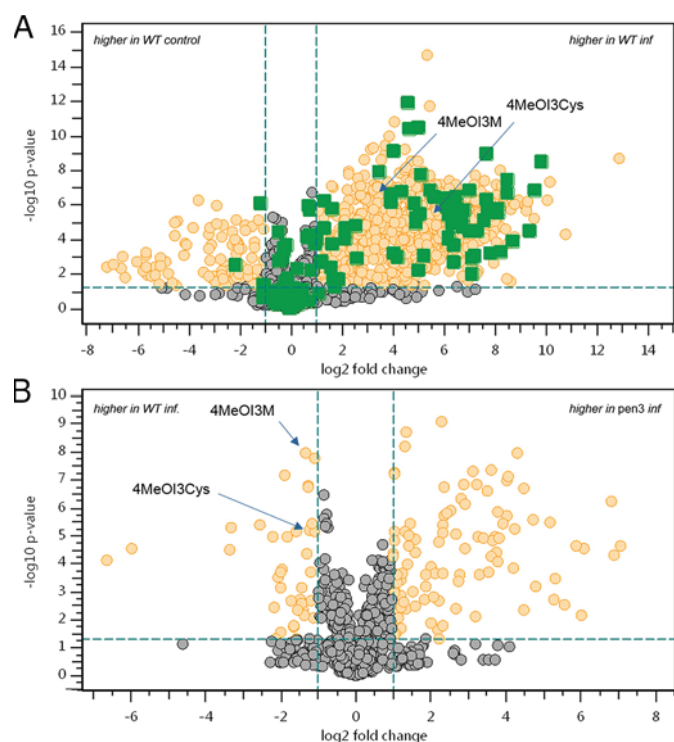 A
higher in WT control
higher in WT inf
4MeOI3Cys
4MeOI3M
16
14
12
10
8
6
4
2
0
-log10 p-value
-8 -6 -4 -2 0 2 4 6 8 10 12 14
log2 fold change
B
higher in WT inf.
higher in pen3 inf
4MeOI3M
4MeOI3Cys
10
9
8
7
6
5
4
3
2
1
0
-log10 p-value
-6 -4 -2 0 2 4 6 8
log2 fold change